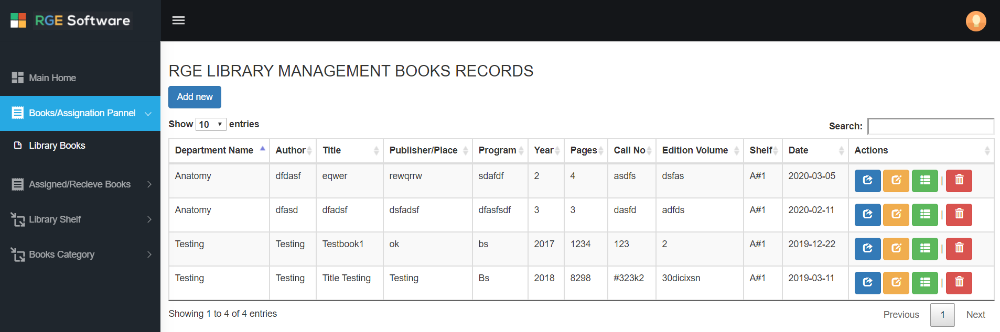 RGE Software
Main Home
Books/Assignation Pannel
Library Books
Assigned/Recieve Books
Library Shelf
Books Category
RGE LIBRARY MANAGEMENT BOOKS RECORDS
Add new
Show 10 entries
Search:
Department Name Author Title Publisher/Place Program Year Pages Call No Edition Volume Shelf Date Actions
Anatomy dfdasf eqwer rewqrrw sdafdf 2 4 asdfs dsfas A#1 2020-03-05 |
Anatomy dfasd dfadsf dsfadsf dfasfsdf 3 3 dasfd adfds A#1 2020-02-11 |
Testing Testing Testbook1 ok bs 2017 1234 123 2 A#1 2019-12-22 |
Testing Testing Title Testing Testing Bs 2018 8298 #323k2 30dicixsn A#1 2019-03-11 |
Showing 1 to 4 of 4 entries
Previous 1 Next